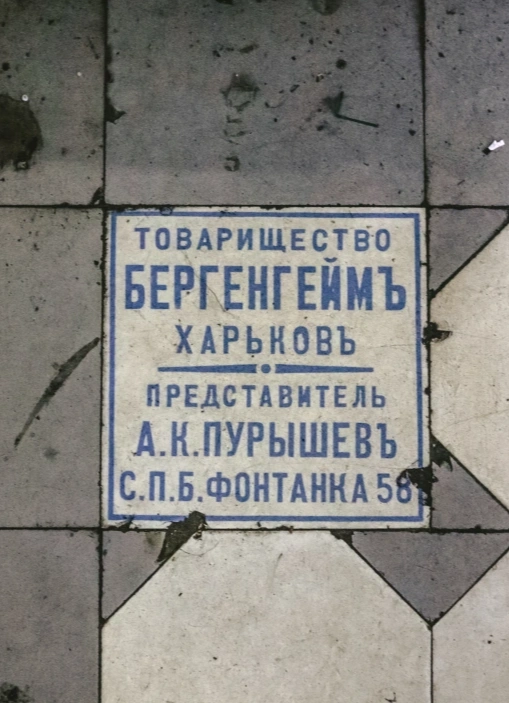 ТОВАРИЩЕСТВО
БЕРГЕНГЕЙМЪ
ХАРЬКОВЪ
ПРЕДСТАВИТЕЛЬ
А.К.ПУРЫШЕВЪ
С.П.Б.ФОНТАНКА 58